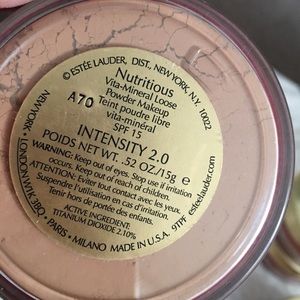 © ESTÉE LAUDER, DIST., NEW YORK, N.Y. 10022
Nutritious
Vita-Mineral Loose
Powder Makeup
A70
Teint poudre libre
vita-minéral
SPF 15
INTENSITY 2.0
POIDS NET WT. .52 OZ./15g e
WARNING: Keep out of eyes. Stop use if irritation
occurs. Keep out of reach of children.
ATTENTION: Éviter tout contact avec les yeux.
Suspendre l'utilisation en cas d'irritation.
Tenir hors de portée des enfants.
ACTIVE INGREDIENT:
TITANIUM DIOXIDE 2.10%
NEW YORK • LONDON
• PARIS • MILANO MADE IN U.S.A. 9TPF
esteelauder.com